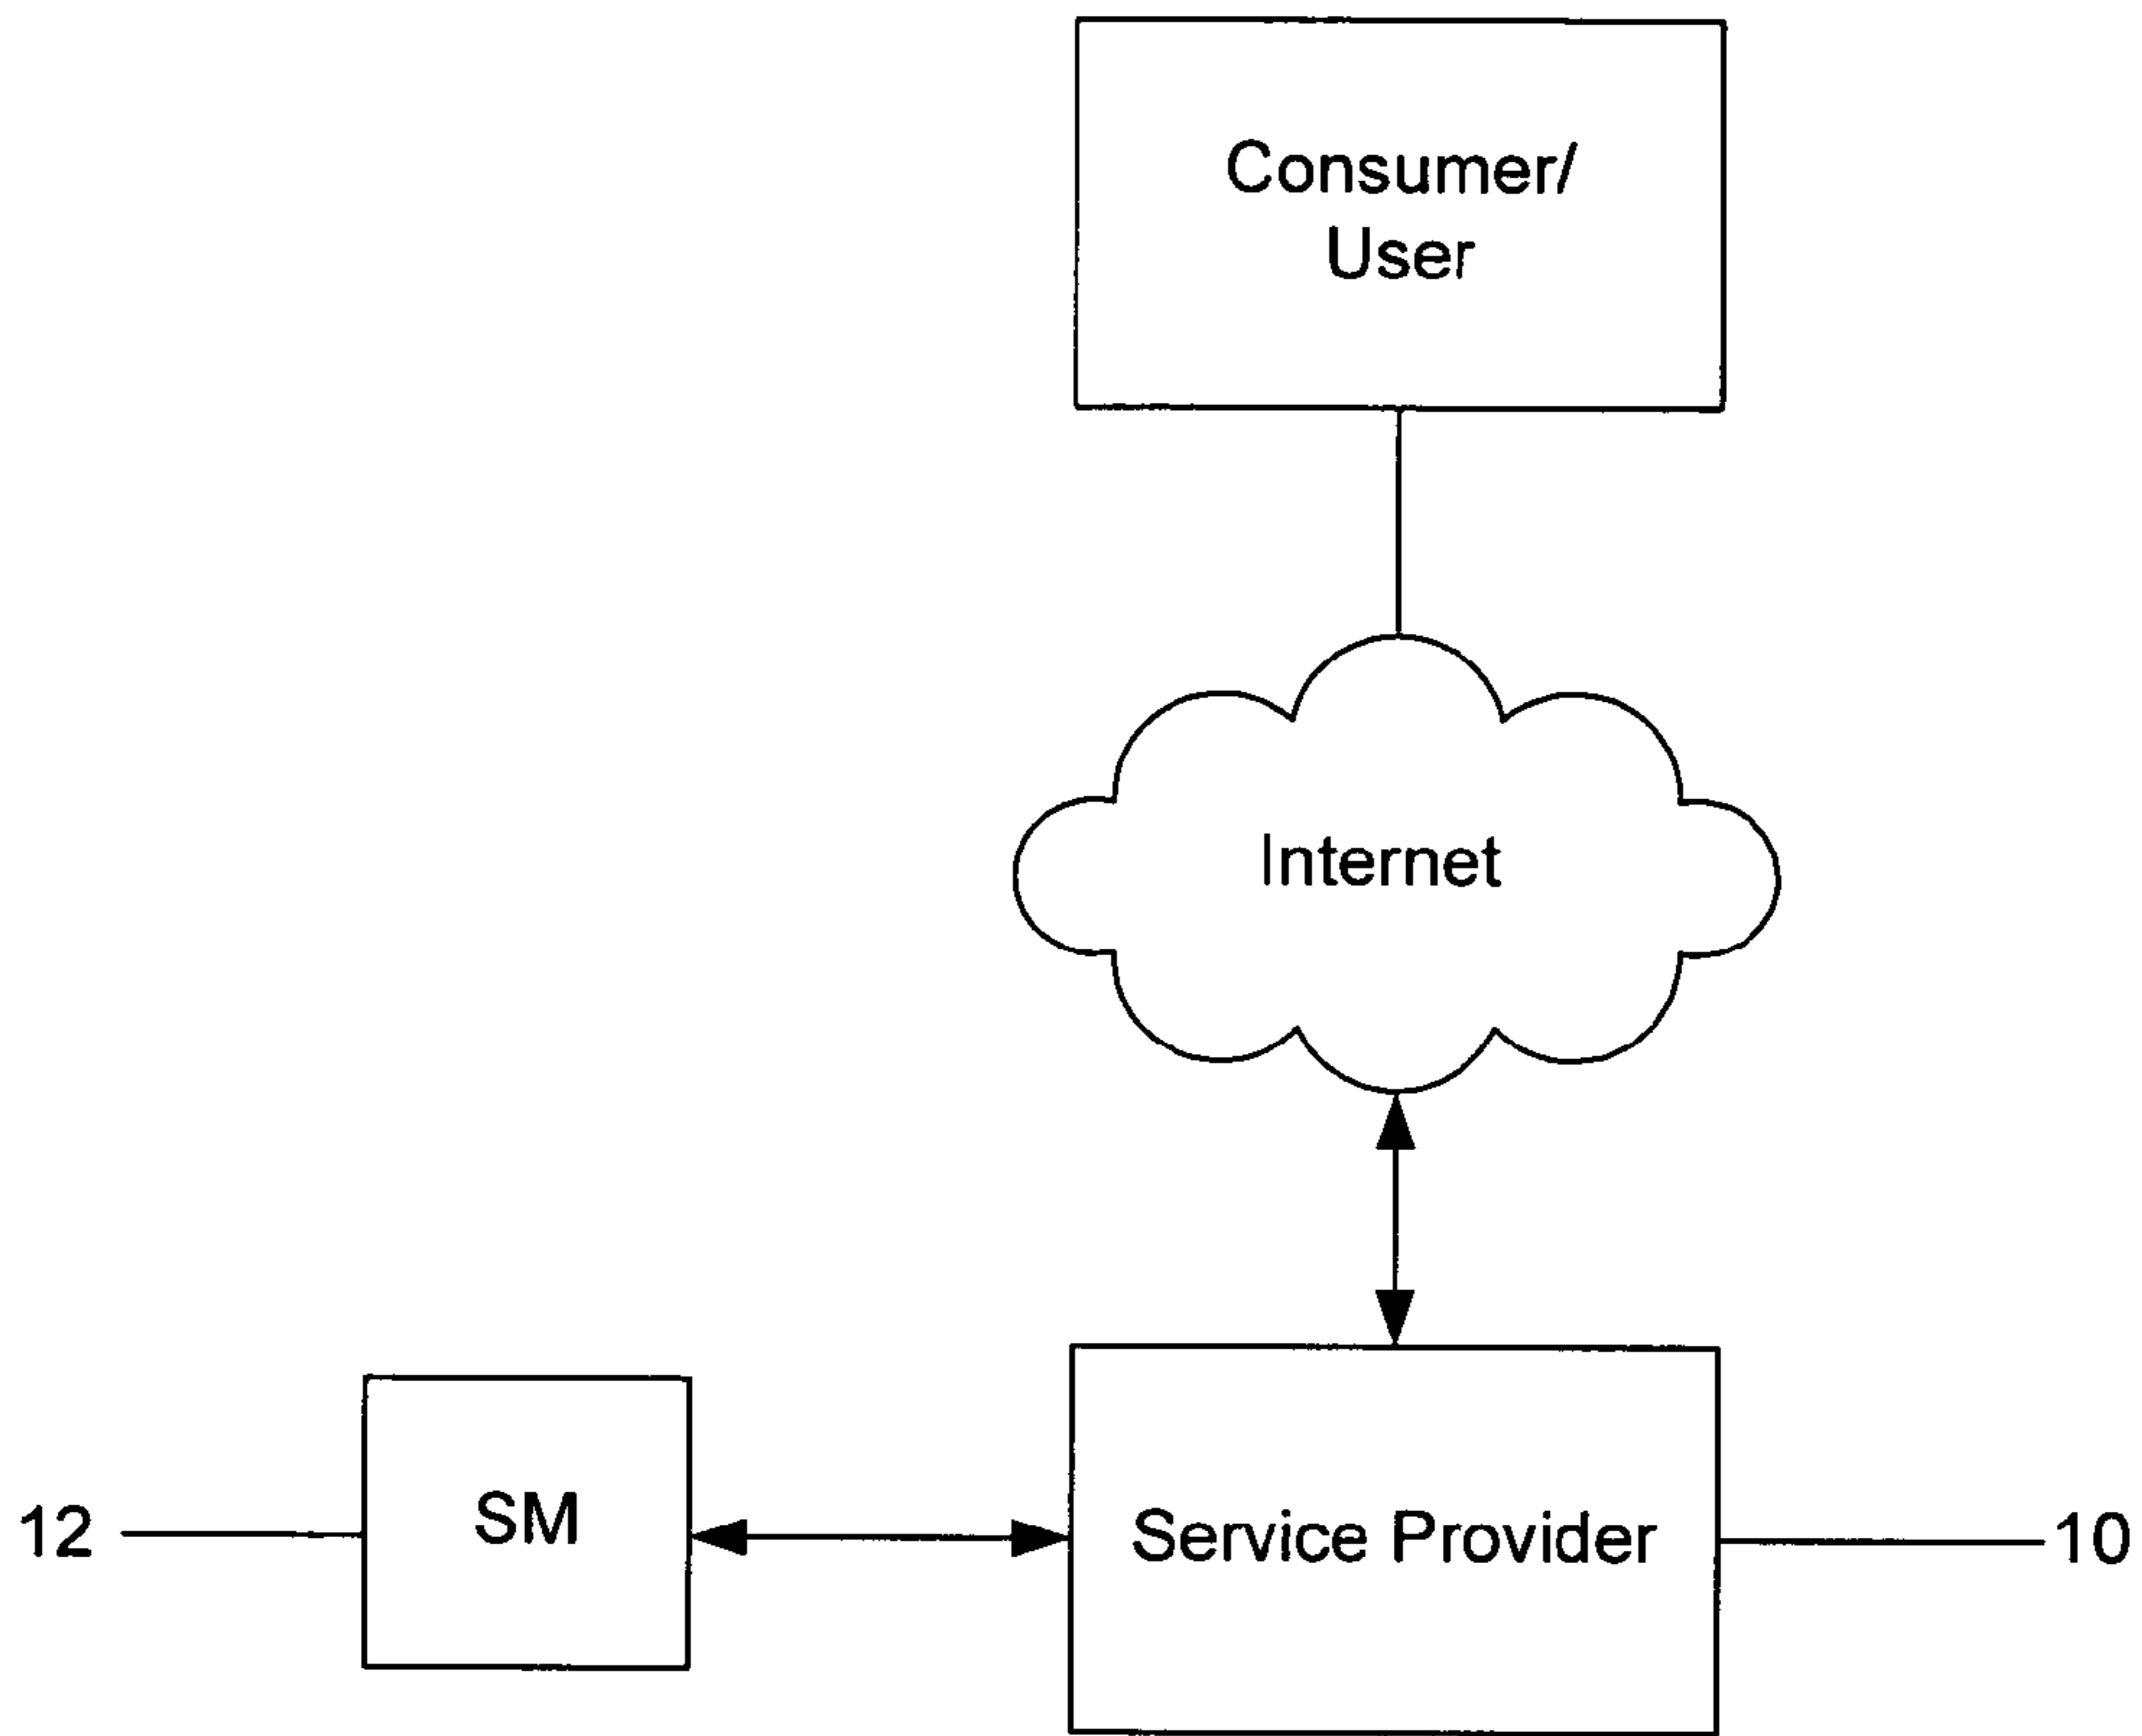 Consumer/
User
Internet
12
SM
Service Provider
10